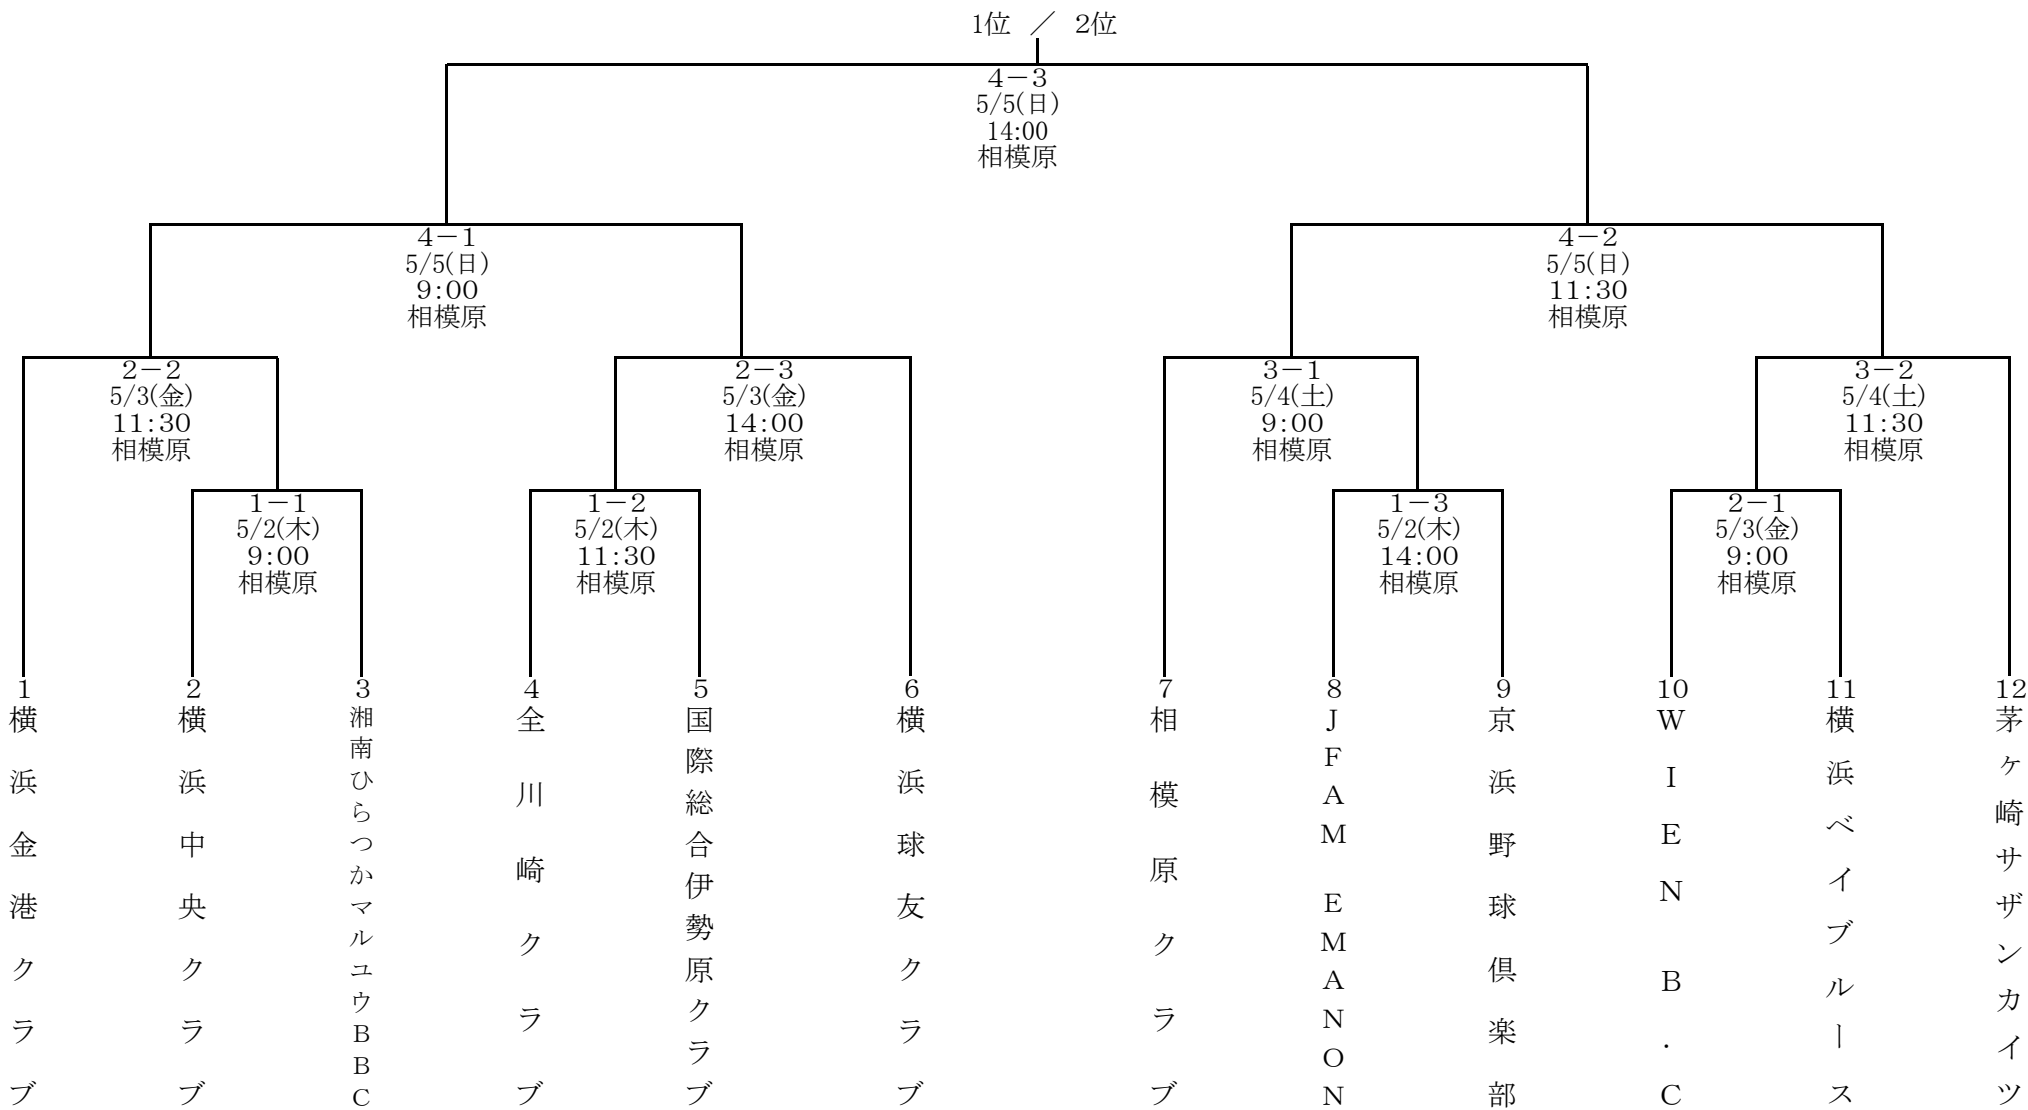 1位 ／ 2位
4－3
5/5(日)
14:00
相模原
4－1
5/5(日)
9:00
相模原
4－2
5/5(日)
11:30
相模原
2－2
5/3(金)
11:30
相模原
2－3
5/3(金)
14:00
相模原
3－1
5/4(土)
9:00
相模原
3－2
5/4(土)
11:30
相模原
1－1
5/2(木)
9:00
相模原
1－2
5/2(木)
11:30
相模原
1－3
5/2(木)
14:00
相模原
2－1
5/3(金)
9:00
相模原
1
横浜金港クラブ
2
横浜中央クラブ
3
湘南ひらつかマルユウBBC
4
全川崎クラブ
5
国際総合伊勢原クラブ
6
横浜球友クラブ
7
相模原クラブ
8
JFAM EMANON
9
京浜野球倶楽部
10
WIEN B.C
11
横浜ベイブルース
12
茅ヶ崎サザンカイツ